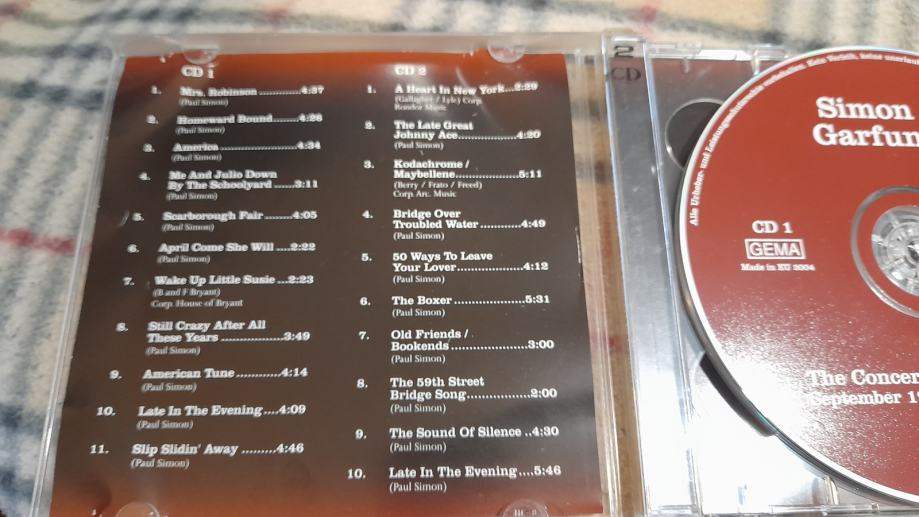 CD 1
1. Mrs. Robinson ............4:37
(Paul Simon)
2. Homeward Bound........4:26
(Paul Simon)
3. America ......................4:34
(Paul Simon)
4. Me And Julio Down
By The Schoolyard ......3:11
(Paul Simon)
5. Scarborough Fair ........4:05
(Paul Simon)
6. April Come She Will ....2:22
(Paul Simon)
7. Wake Up Little Susie ...2:23
(B and F Bryant)
Corp. House of Bryant
8. Still Crazy After All
These Years ..................3:49
(Paul Simon)
9. American Tune............4:14
(Paul Simon)
10. Late In The Evening....4:09
(Paul Simon)
11. Slip Slidin' Away .........4:46
(Paul Simon)
CD 2
1. A Heart In New York...2:29
(Gallagher / Lyle) Corp.
Rondor Music
2. The Late Great
Johnny Ace..................4:20
(Paul Simon)
3. Kodachrome /
Maybellene..................5:11
(Berry / Frato / Freed)
Corp. Arc. Music
4. Bridge Over
Troubled Water ...........4:49
(Paul Simon)
5. 50 Ways To Leave
Your Lover...................4:12
(Paul Simon)
6. The Boxer....................5:31
(Paul Simon)
7. Old Friends /
Bookends.....................3:00
(Paul Simon)
8. The 59th Street
Bridge Song.................2:00
(Paul Simon)
9. The Sound Of Silence ..4:30
(Paul Simon)
10. Late In The Evening....5:46
(Paul Simon)
2
CD
Alle Urheber- und Leistungsschutzrechte vorbehalten. Kein Verleih, keine unerlau
Simon
Garfun
CD 1
GEMA
Made in EU 2004
The Concer
September 1